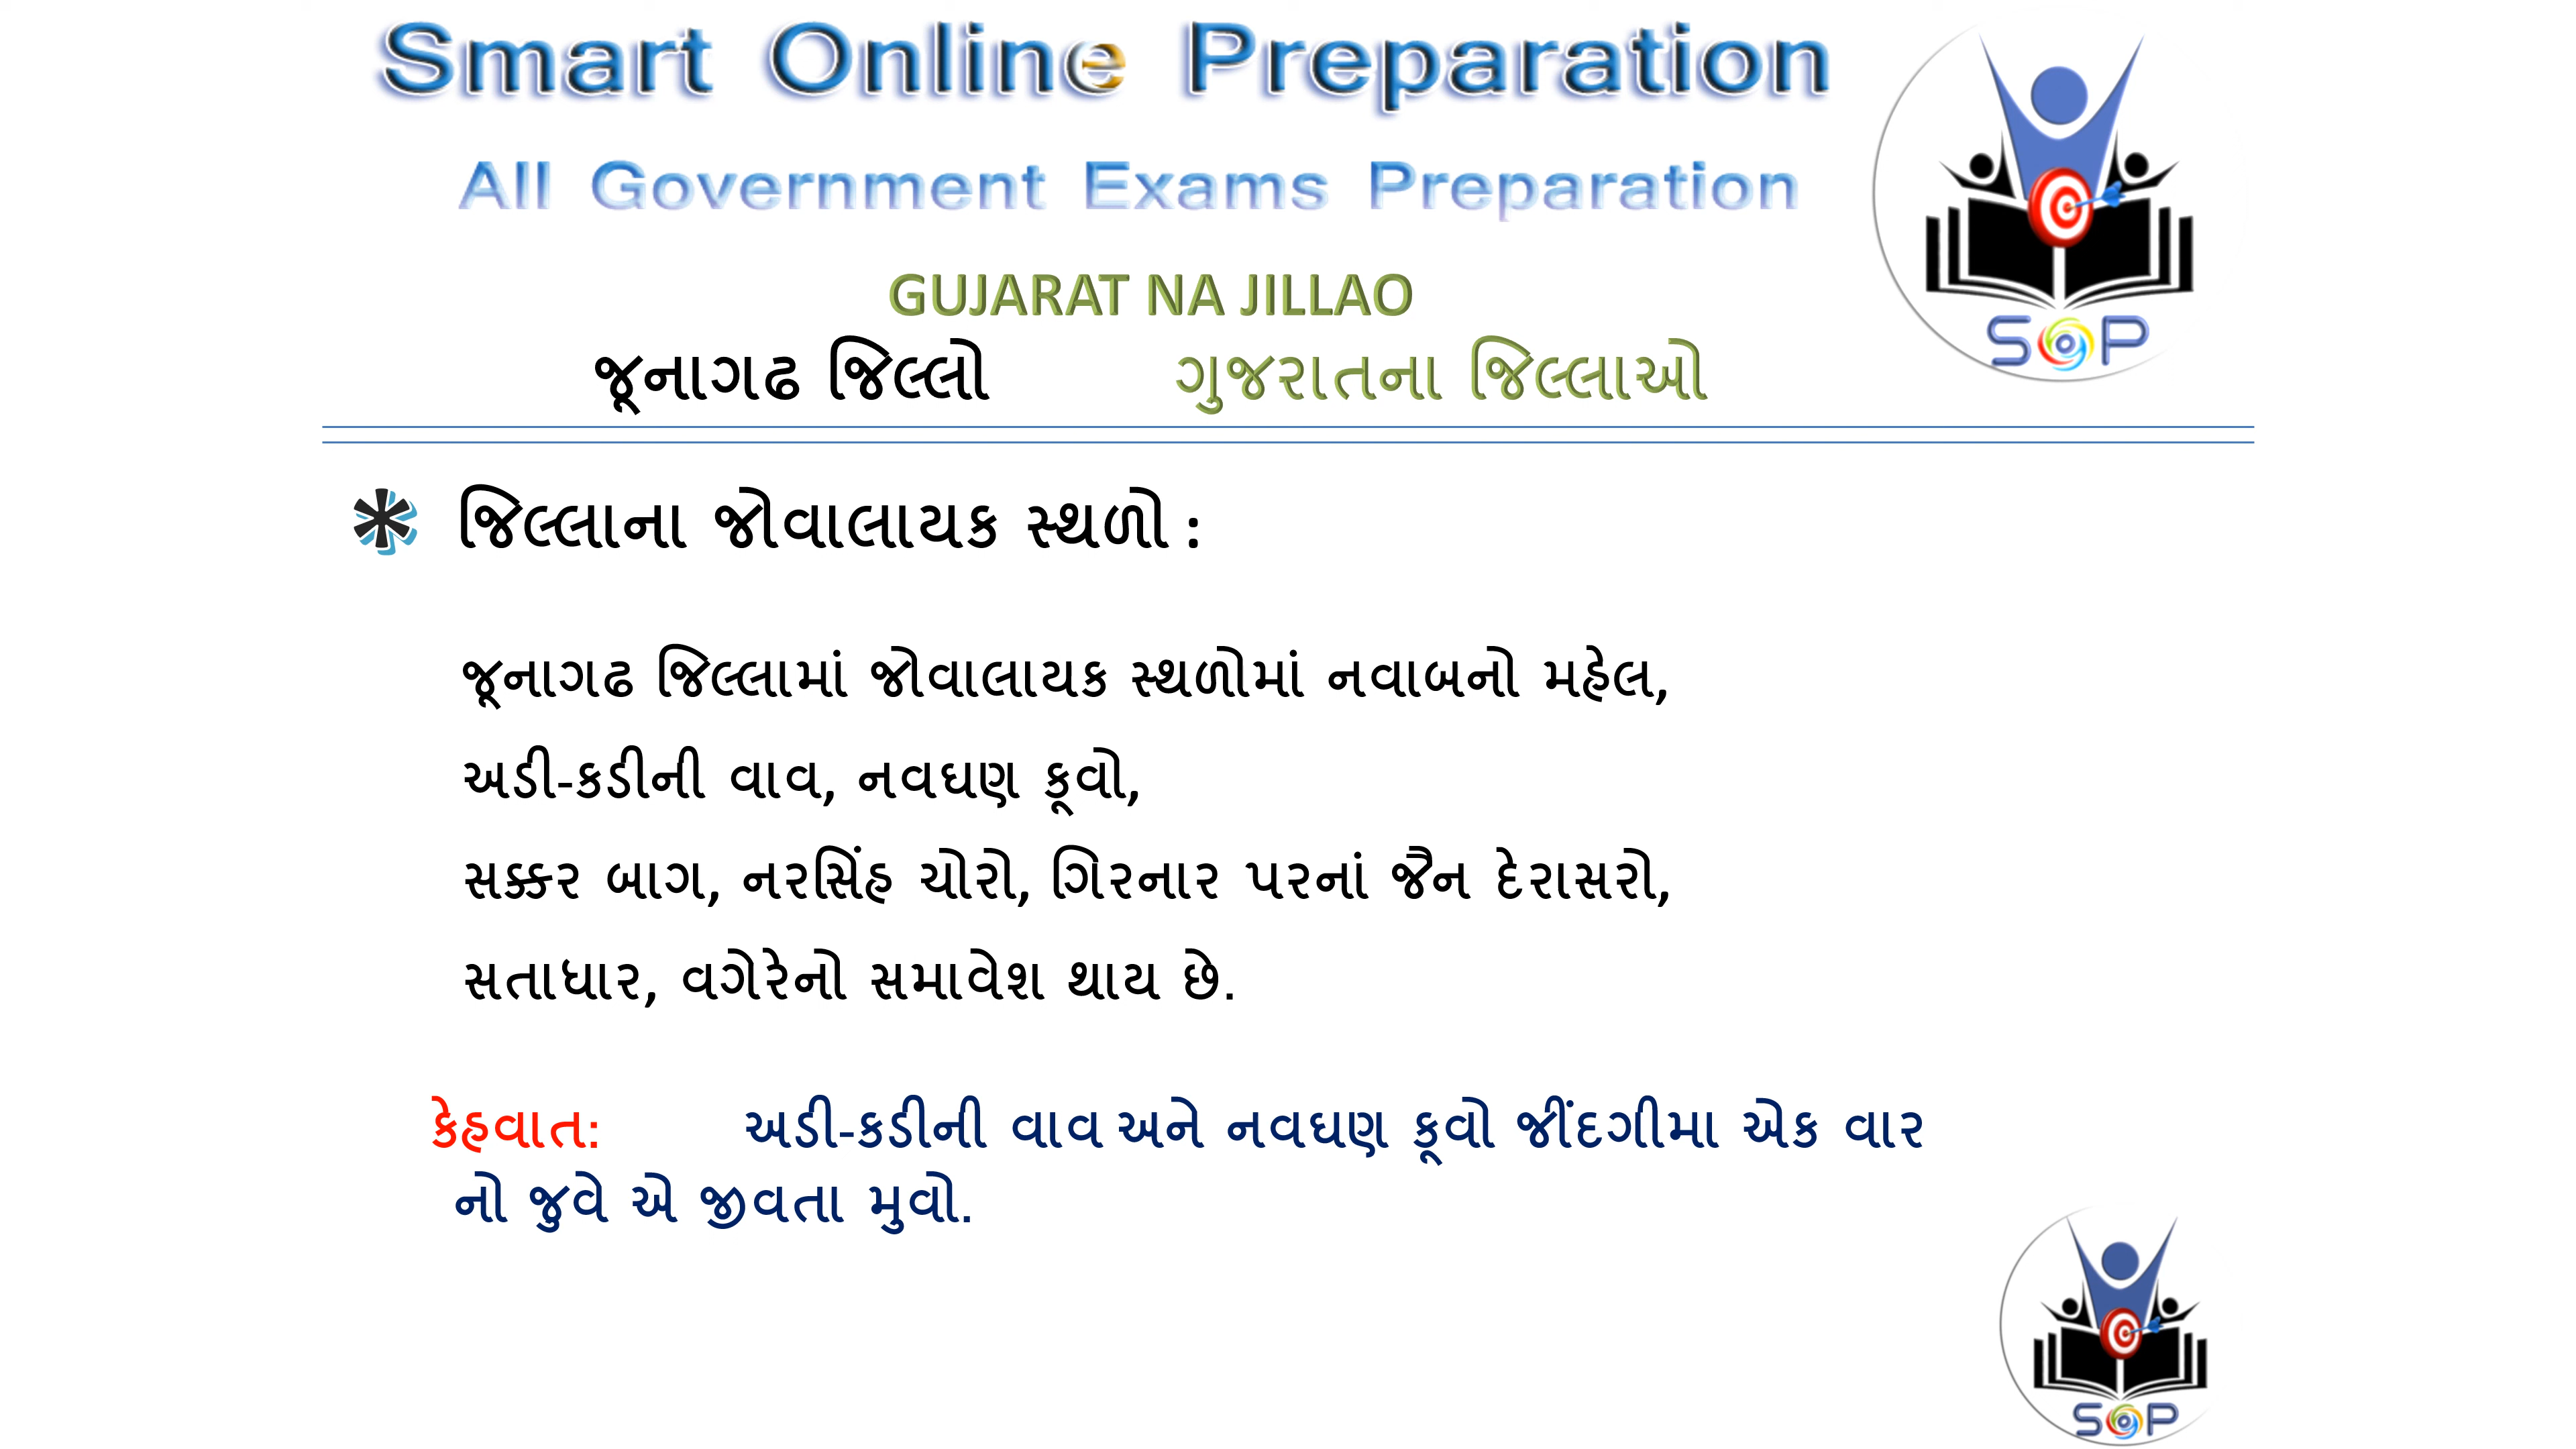 Smart Online Preparation
All Government Exams Preparation
GUJARAT NA JILLAO
જૂનાગઢ જિલ્લો ગુજરાતના જિલ્લાઓ
SOP
જિલ્લાના જોવાલાયક સ્થળો :
જૂનાગઢ જિલ્લામાં જોવાલાયક સ્થળોમાં નવાબનો મહેલ,
અડી-કડીની વાવ, નવઘણ કૂવો,
સક્કર બાગ, નરસિંહ ચોરો, ગિરનાર પરનાં જૈન દેરાસરો,
સતાધાર, વગેરેનો સમાવેશ થાય છે.
કેહવાત: અડી-કડીની વાવ અને નવઘણ કૂવો જીંદગીમા એક વાર
નો જુવે એ જીવતા મુવો.
SOP